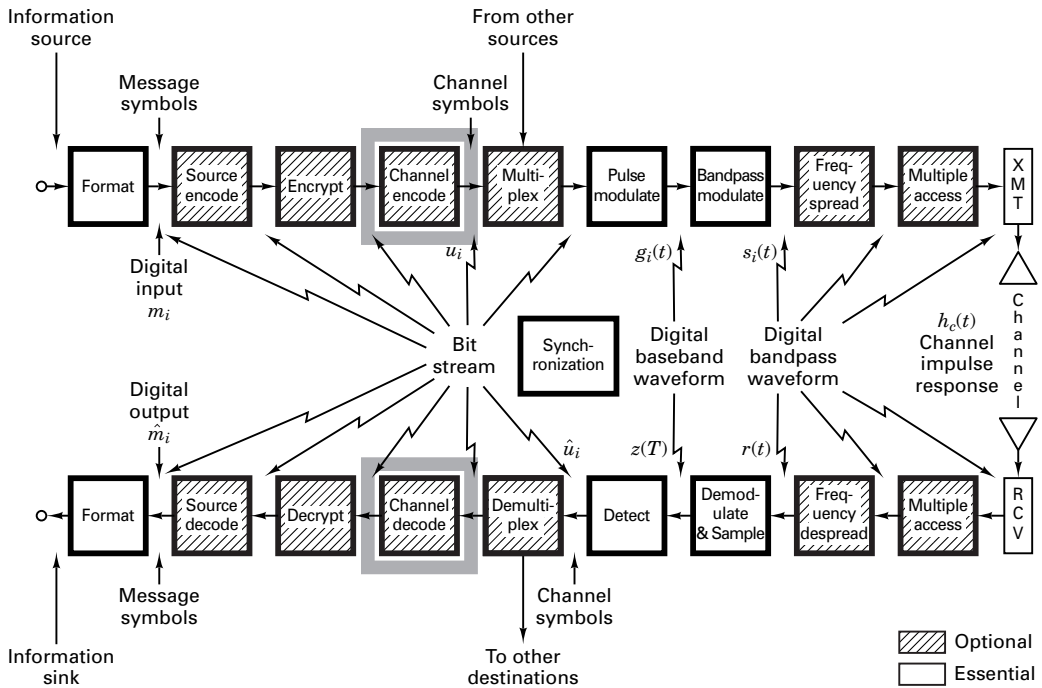 Information
source
From other
sources
Message
symbols
Channel
symbols
Format
Source
encode
Encrypt
Channel
encode
Multi-
plex
Pulse
modulate
Bandpass
modulate
Freq-
uency
spread
Multiple
access
X
M
T
Digital
input
m_i
u_i
g_i(t)
s_i(t)
Bit
stream
Synch-
ronization
Digital
baseband
waveform
Digital
bandpass
waveform
h_c(t)
Channel
impulse
response
C
h
a
n
n
e
l
Digital
output
m̂_i
û_i
z(T)
r(t)
Format
Source
decode
Decrypt
Channel
decode
Demulti-
plex
Detect
Demod-
ulate
& Sample
Freq-
uency
despread
Multiple
access
R
C
V
Message
symbols
Channel
symbols
Information
sink
To other
destinations
Optional
Essential